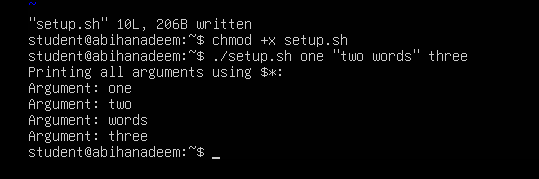 ~
"setup.sh" 10L, 206B written
student@abihanadeem:~$ chmod +x setup.sh
student@abihanadeem:~$ ./setup.sh one "two words" three
Printing all arguments using $*:
Argument: one
Argument: two
Argument: words
Argument: three
student@abihanadeem:~$ _